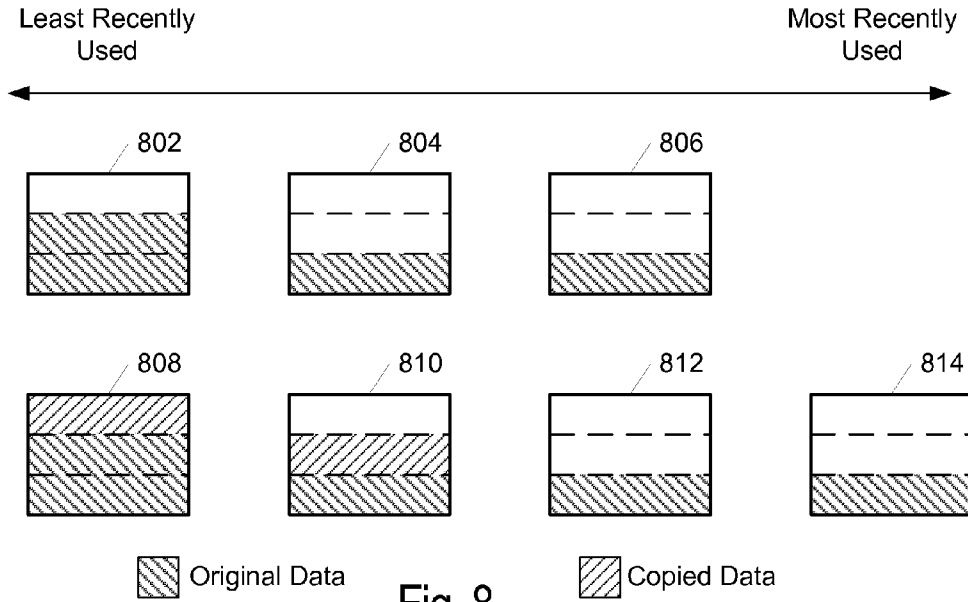 Least Recently
Used
Most Recently
Used
802
804
806
808
810
812
814
Original Data
Copied Data